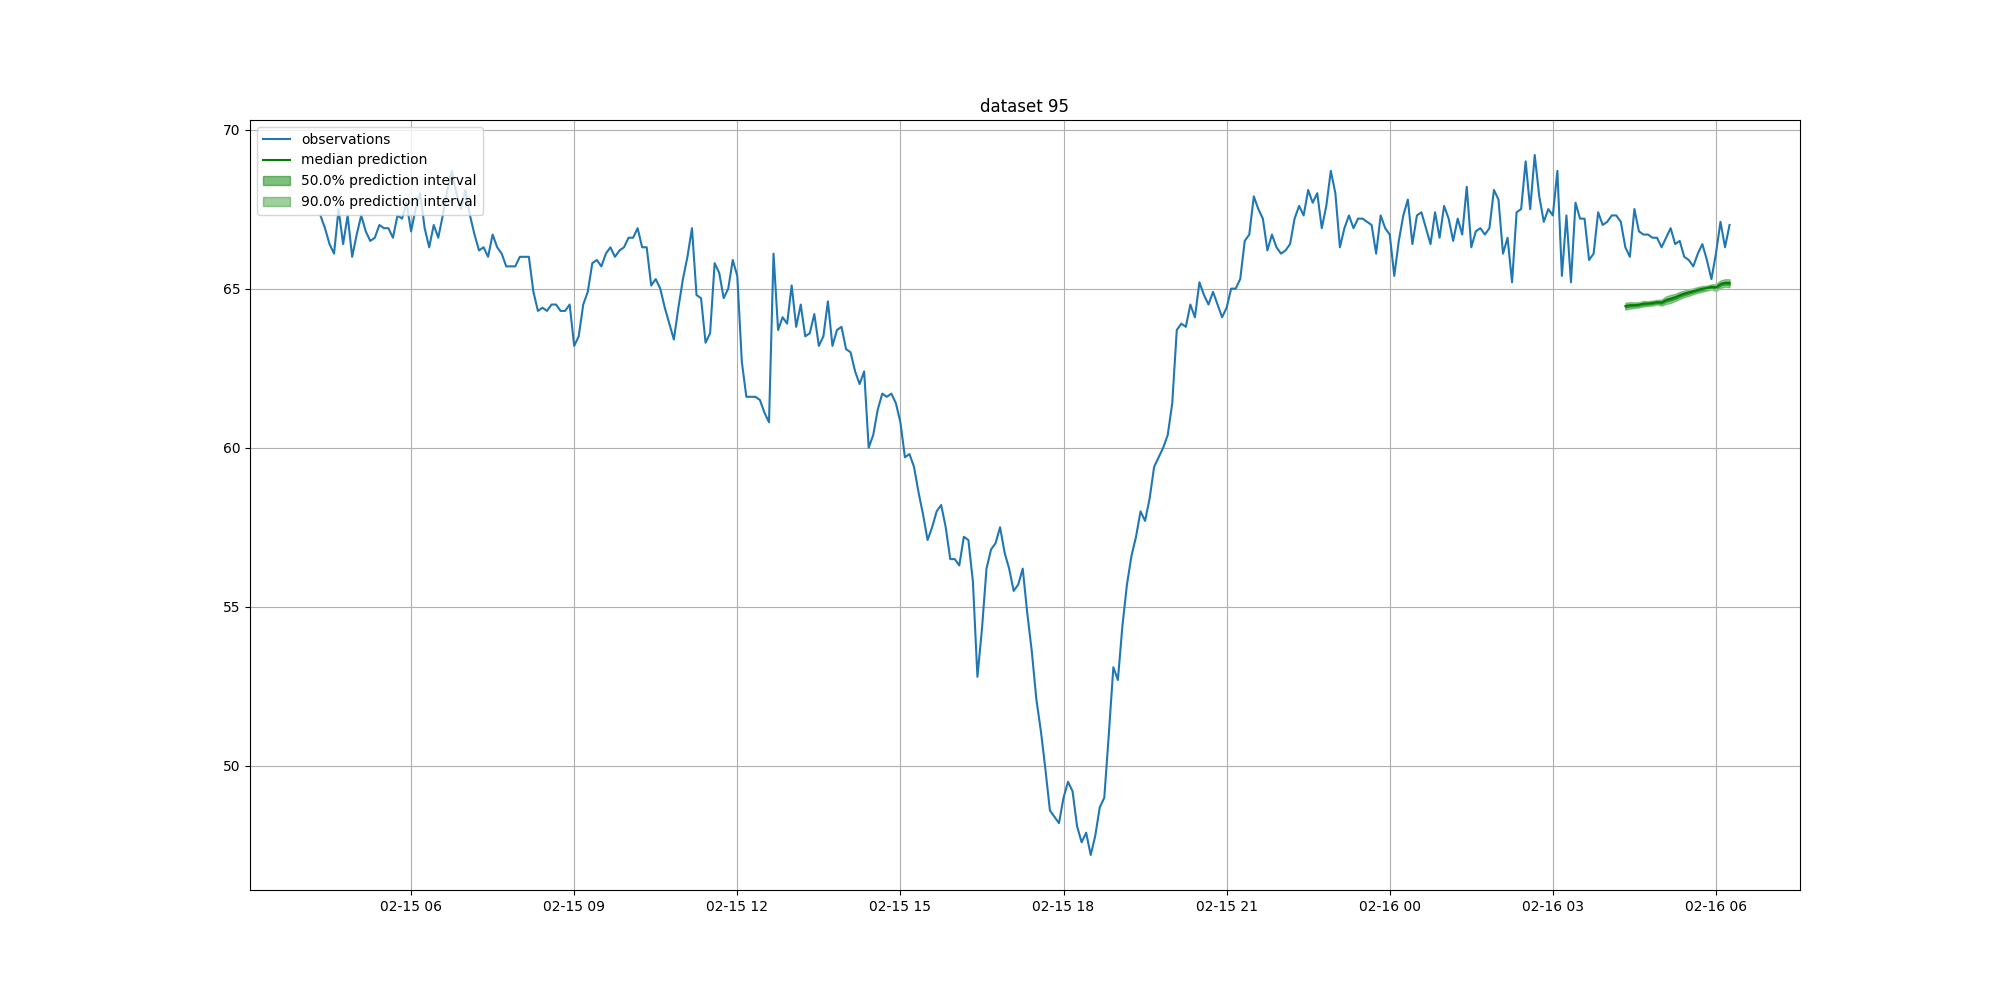 dataset 95
observations
median prediction
50.0% prediction interval
90.0% prediction interval
70
65
60
55
50
02-15 06
02-15 09
02-15 12
02-15 15
02-15 18
02-15 21
02-16 00
02-16 03
02-16 06